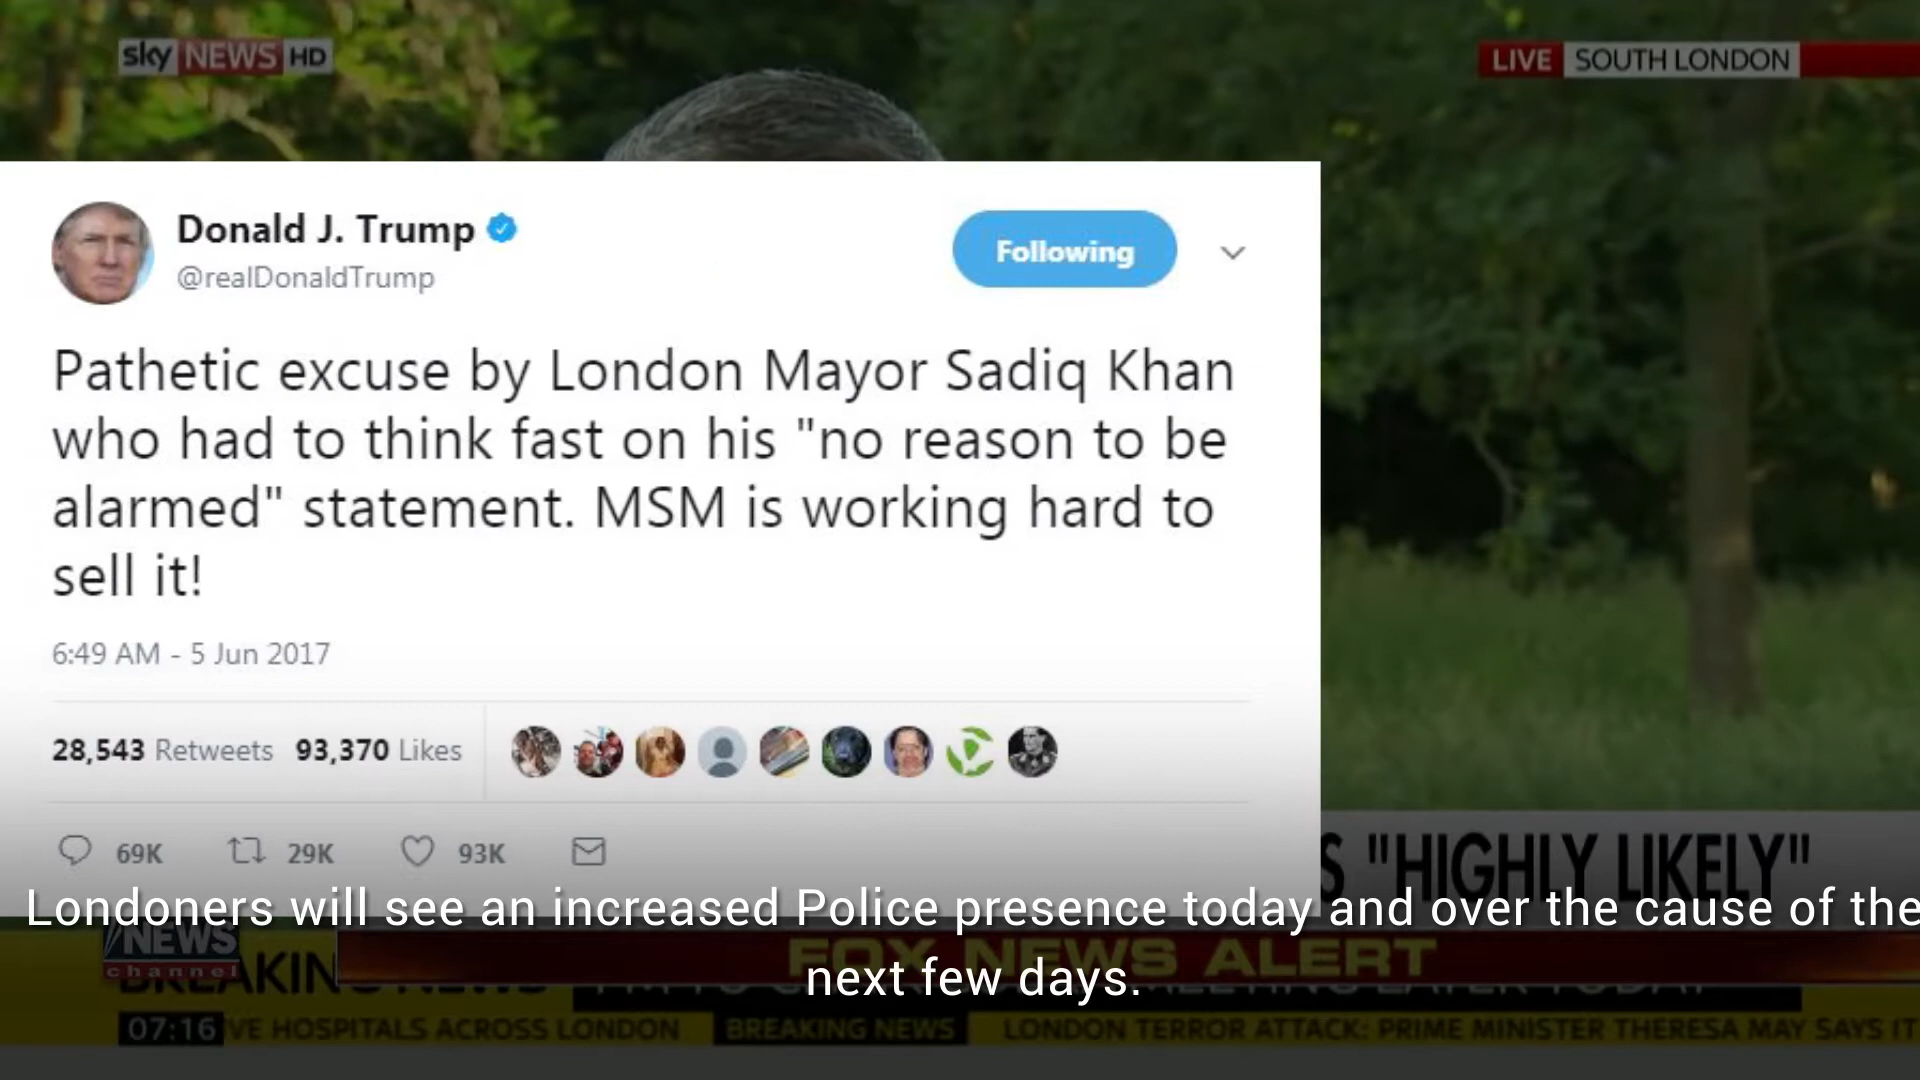 sky NEWS HD
LIVE SOUTH LONDON
Donald J. Trump
@realDonaldTrump
Following
Pathetic excuse by London Mayor Sadiq Khan
who had to think fast on his "no reason to be
alarmed" statement. MSM is working hard to
sell it!
6:49 AM - 5 Jun 2017
28,543 Retweets 93,370 Likes
69K 29K 93K
"HIGHLY LIKELY"
Londoners will see an increased Police presence today and over the cause of the
next few days.
NEWS
channel
FOX NEWS ALERT
NEWS
LATER TODAY
07:16 VE HOSPITALS ACROSS LONDON BREAKING NEWS LONDON TERROR ATTACK: PRIME MINISTER THERESA MAY SAYS IT